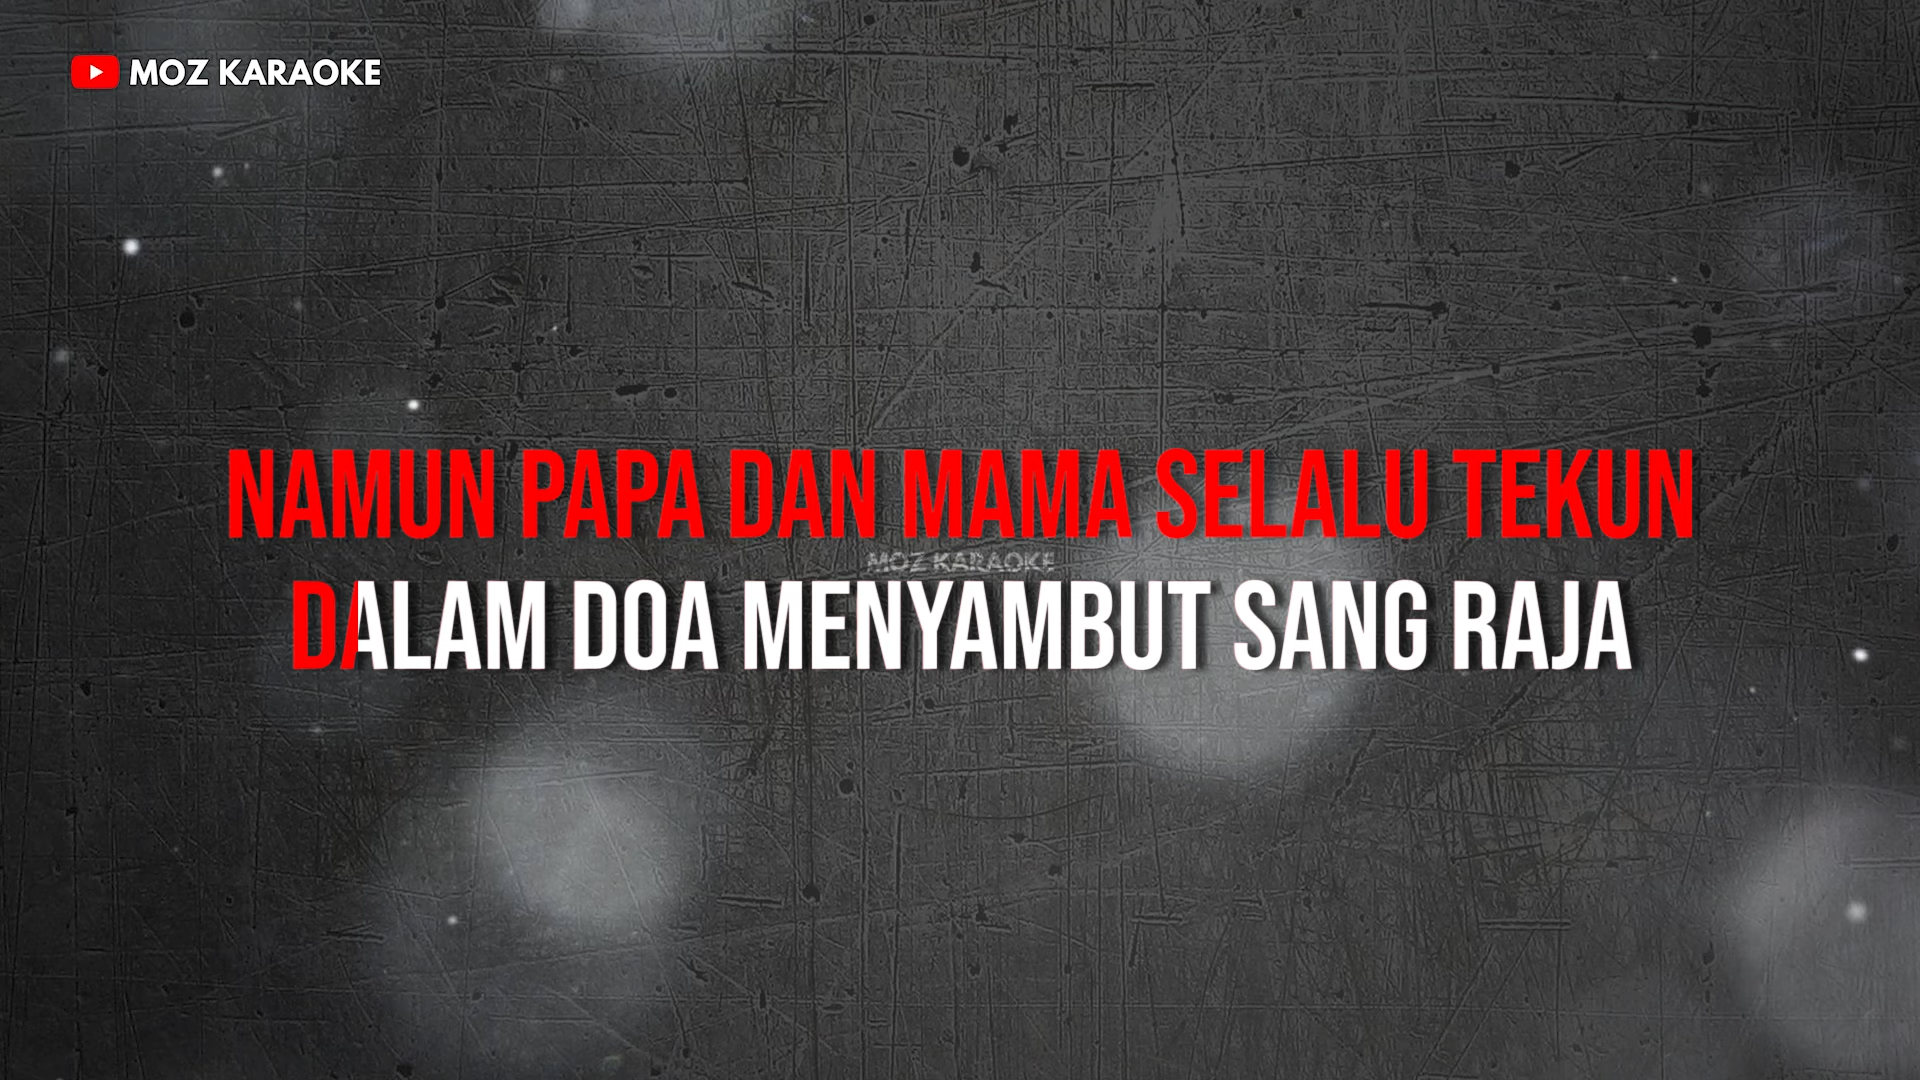 MOZ KARAOKE
NAMUN PAPA DAN MAMA SELALU TEKUN
MOZ KARAOKE
DALAM DOA MENYAMBUT SANG RAJA